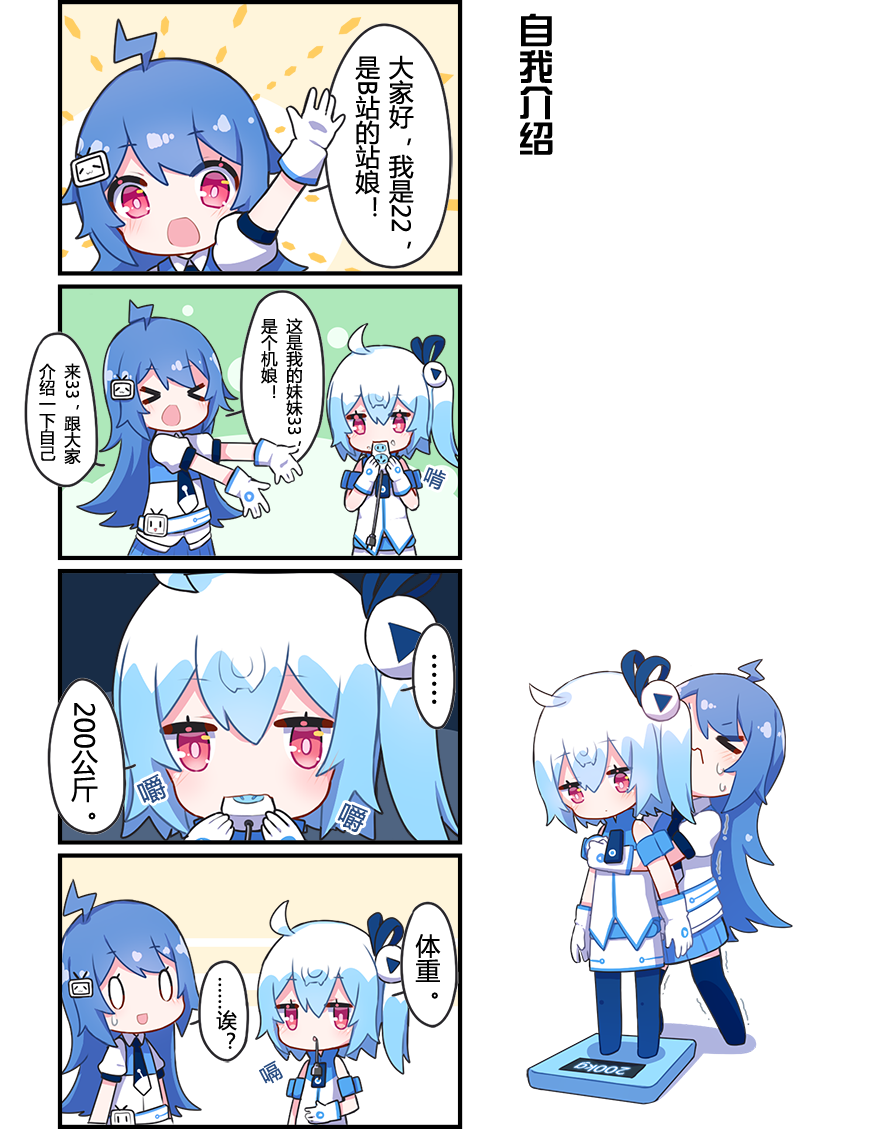 自我介绍
大家好，我是22，
是B站的站娘！
这是我的妹妹33，
是个机娘！
来33，跟大家
介绍一下自己
啃
……
200公斤。
嚼
嚼
体重。
……诶？
嗝
200kg